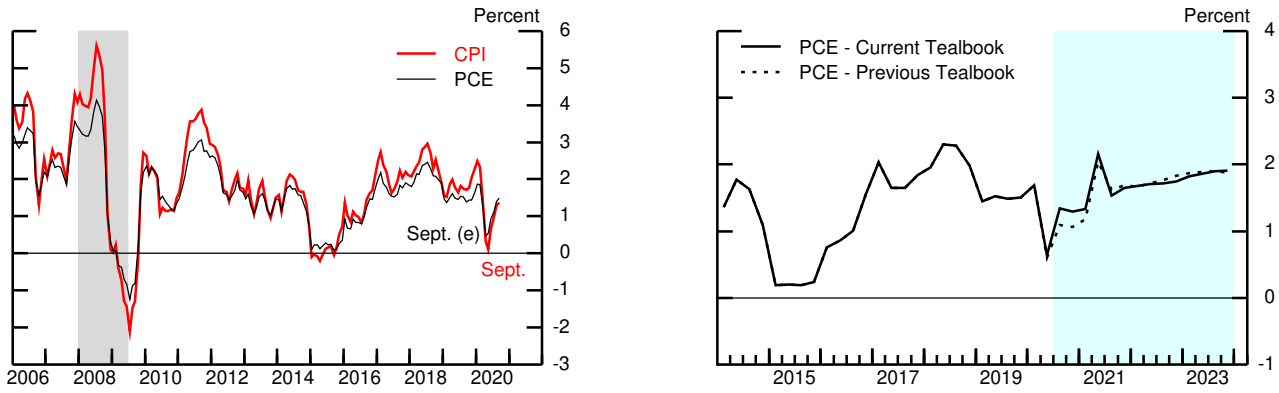 Percent
6
CPI
PCE
5
4
3
2
1
Sept. (e)
0
Sept.
-1
-2
-3
2006 2008 2010 2012 2014 2016 2018 2020
Percent
4
PCE - Current Tealbook
PCE - Previous Tealbook
3
2
1
0
-1
2015 2017 2019 2021 2023